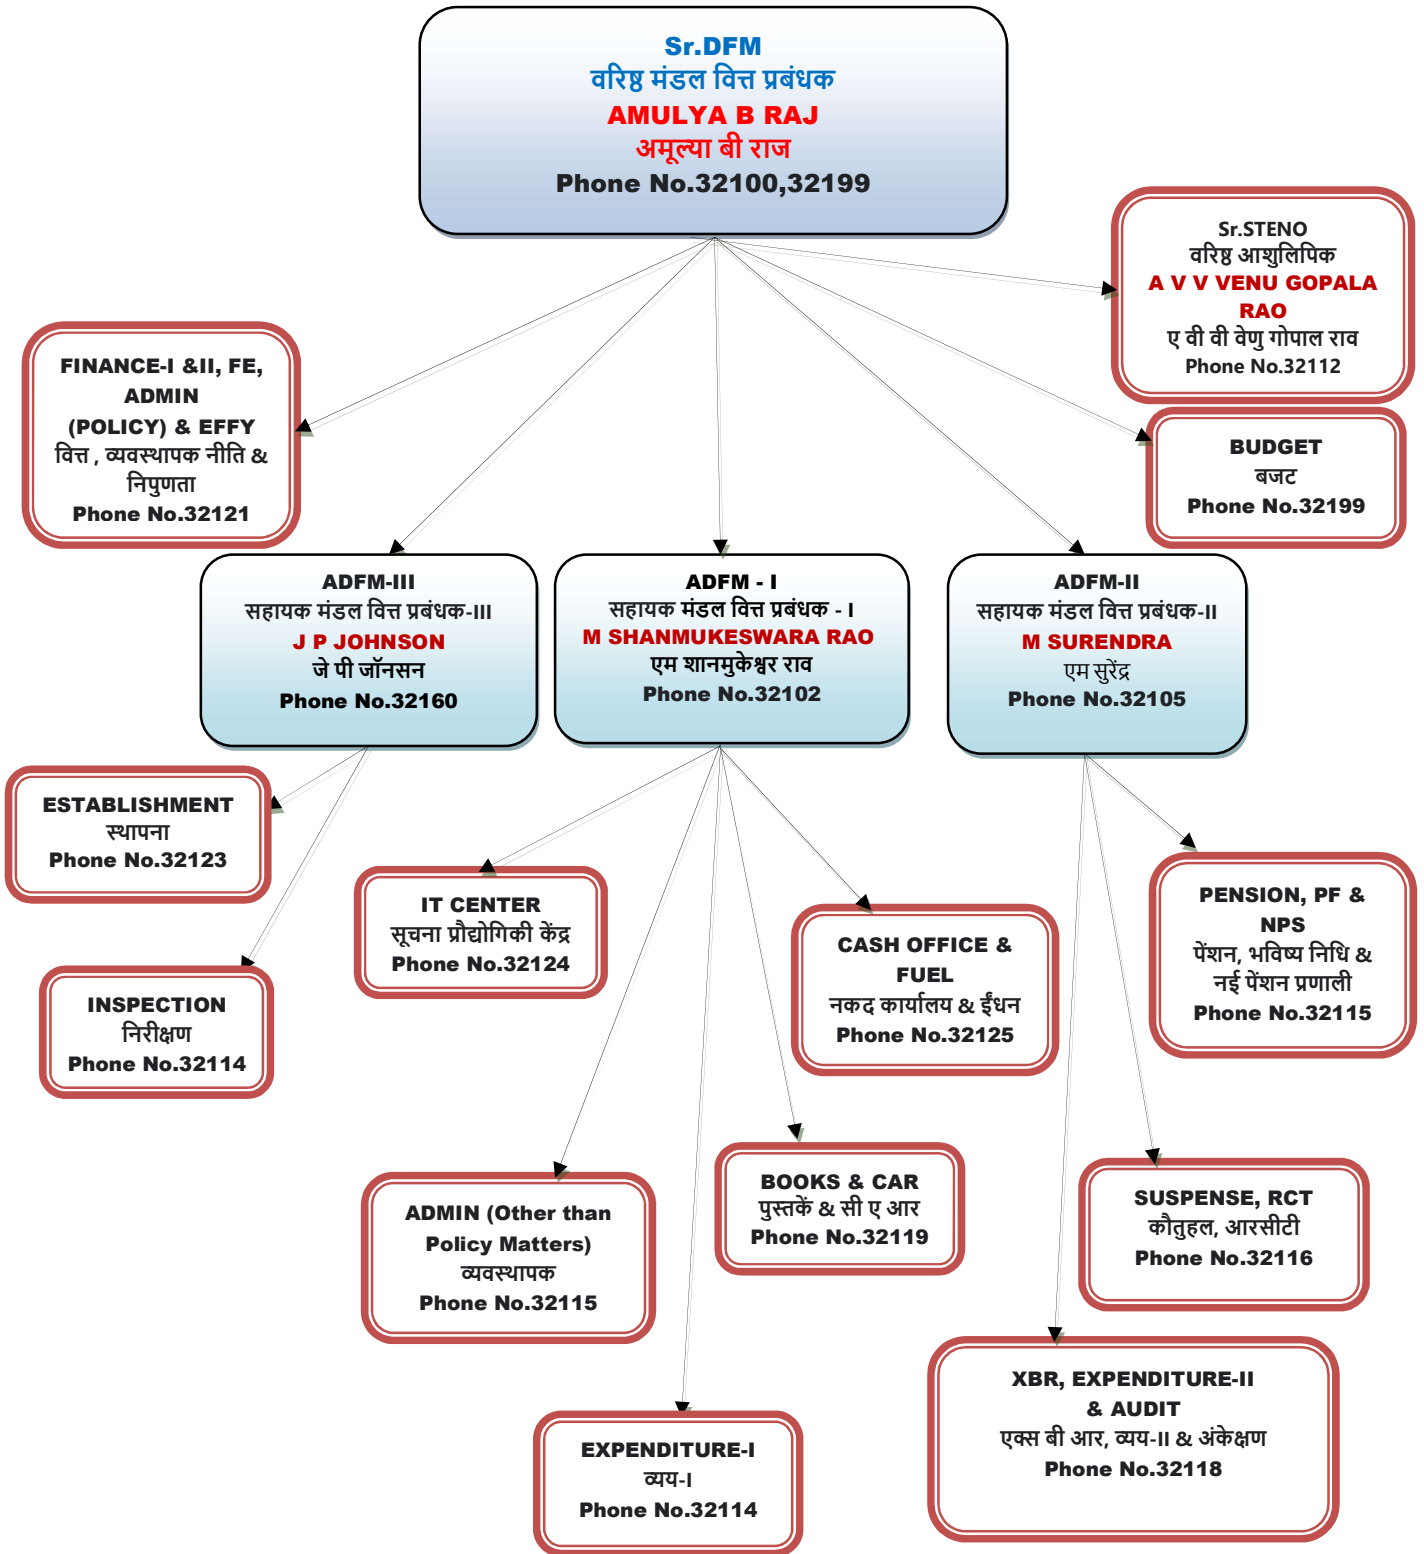 Sr.DFM
वरिष्ठ मंडल वित्त प्रबंधक
AMULYA B RAJ
अमूल्या बी राज
Phone No.32100,32199
Sr.STENO
वरिष्ठ आशुलिपिक
A V V VENU GOPALA
RAO
ए वी वी वेणु गोपाल राव
Phone No.32112
FINANCE-I &II, FE,
ADMIN
(POLICY) & EFFY
वित्त , व्यवस्थापक नीति &
निपुणता
Phone No.32121
BUDGET
बजट
Phone No.32199
ADFM-III
सहायक मंडल वित्त प्रबंधक-III
J P JOHNSON
जे पी जॉनसन
Phone No.32160
ADFM - I
सहायक मंडल वित्त प्रबंधक - I
M SHANMUKESWARA RAO
एम शानमुकेश्वर राव
Phone No.32102
ADFM-II
सहायक मंडल वित्त प्रबंधक-II
M SURENDRA
एम सुरेंद्र
Phone No.32105
ESTABLISHMENT
स्थापना
Phone No.32123
IT CENTER
सूचना प्रौद्योगिकी केंद्र
Phone No.32124
CASH OFFICE &
FUEL
नकद कार्यालय & ईंधन
Phone No.32125
PENSION, PF &
NPS
पेंशन, भविष्य निधि &
नई पेंशन प्रणाली
Phone No.32115
INSPECTION
निरीक्षण
Phone No.32114
ADMIN (Other than
Policy Matters)
व्यवस्थापक
Phone No.32115
BOOKS & CAR
पुस्तकें & सी ए आर
Phone No.32119
SUSPENSE, RCT
कौतुहल, आरसीटी
Phone No.32116
EXPENDITURE-I
व्यय-I
Phone No.32114
XBR, EXPENDITURE-II
& AUDIT
एक्स बी आर, व्यय-II & अंकेक्षण
Phone No.32118